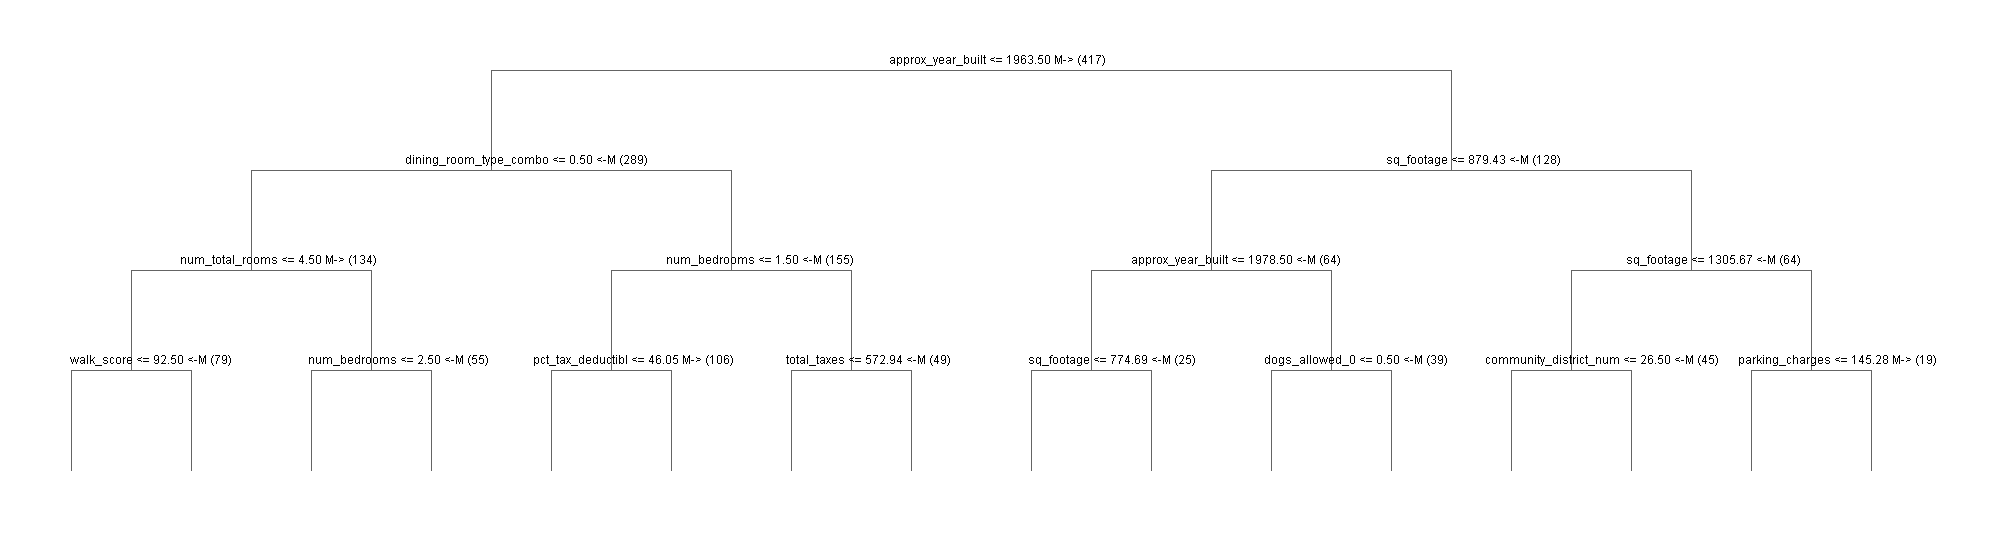 approx_year_built <= 1963.50 M-> (417)
dining_room_type_combo <= 0.50 <-M (289)
sq_footage <= 879.43 <-M (128)
num_total_rooms <= 4.50 M-> (134)
num_bedrooms <= 1.50 <-M (155)
approx_year_built <= 1978.50 <-M (64)
sq_footage <= 1305.67 <-M (64)
walk_score <= 92.50 <-M (79)
num_bedrooms <= 2.50 <-M (55)
pct_tax_deductibl <= 46.05 M-> (106)
total_taxes <= 572.94 <-M (49)
sq_footage <= 774.69 <-M (25)
dogs_allowed_0 <= 0.50 <-M (39)
community_district_num <= 26.50 <-M (45)
parking_charges <= 145.28 M-> (19)